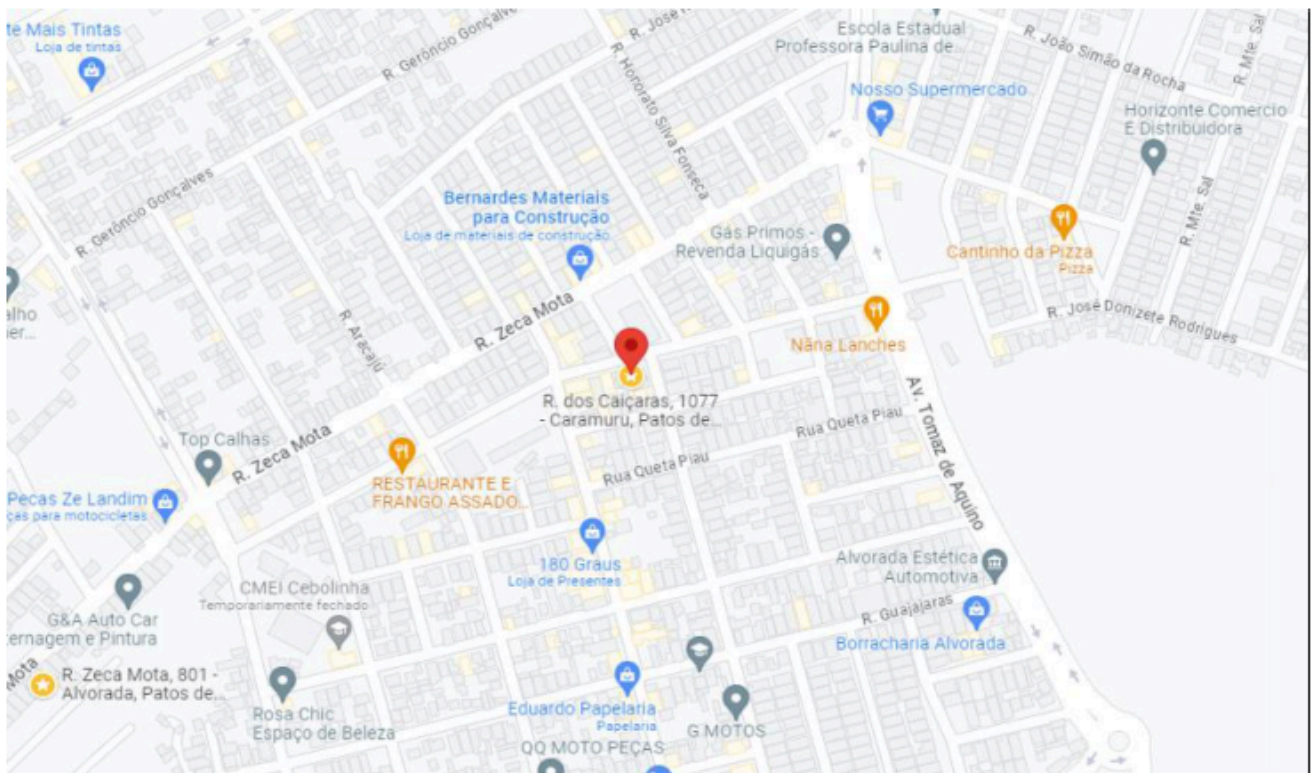 te Mais Tintas
Loja de tintas
R. Gerôncio Gonçalves
R. José
R. Honorato Silva Fonseca
Escola Estadual
Professora Paulina de...
R. João Simão da Rocha
R. Mte. Sal
Nosso Supermercado
Horizonte Comercio
E Distribuidora
R. Gerôncio Gonçalves
Bernardes Materiais
para Construção
Loja de materiais de construção
Gás Primos -
Revenda Liquigás
Cantinho da Pizza
Pizza
R. Mte. Sal
alho
ner...
R. Aracajú
R. Zeca Mota
R. José Donizete Rodrigues
Nâna Lanches
R. dos Caiçaras, 1077
- Caramuru, Patos de...
Av. Tomaz de Aquino
Rua Queta Piau
Top Calhas
R. Zeca Mota
Rua Queta Piau
RESTAURANTE E
FRANGO ASSADO...
Pecas Ze Landim
ças para motocicletas
180 Graus
Loja de Presentes
Alvorada Estética
Automotiva
CMEI Cebolinha
Temporariamente fechado
G&A Auto Car
ternagem e Pintura
R. Guajajaras
Borracharia Alvorada
Mota
R. Zeca Mota, 801 -
Alvorada, Patos de...
Rosa Chic
Espaço de Beleza
Eduardo Papelaria
Papelaria
G MOTOS
QQ MOTO PEÇAS